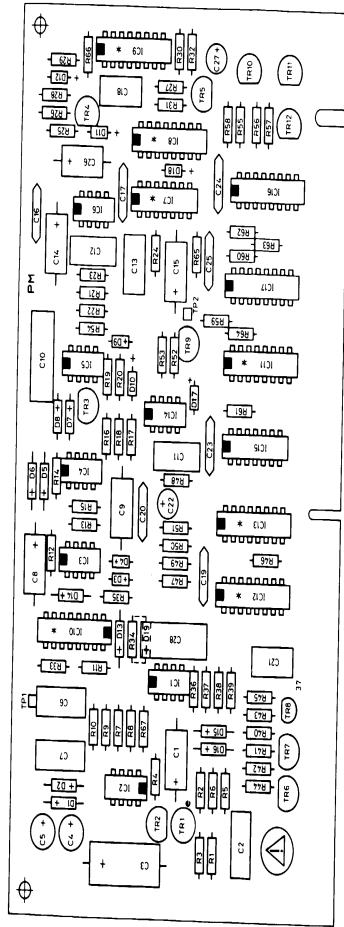 C5 +
C4 +
D1 +
D2 +
C7
TP1
C6
R33
R11
D14 +
C8 +
R12
D6 +
D5 +
R14
D8 +
D7 +
C10
PM
C14 +
C16
C26 +
R25
R26
R28
D12 +
R29
R66
TR4
D11 +
C3
IC2
R10
R9
R7
R8
R67
IC10 *
D13 +
R34
D19 +
R35
D3 +
D4 +
IC3
R13
R15
IC4
R16
R18
R17
TR3
IC5
R19
R20
D10 +
D9 +
R54
R22
R21
R23
C12
IC6
C17
C18
IC9 *
R30
R32
TR2
TR1
R4
C1 +
IC1
C28
C9
C20
C13
R24
C15 +
IC7 *
D18 +
IC8 *
R31
R27
TR5
C27 +
R3
R1
R2
R6
R5
D16 +
D15 +
R36
R37
R38
R39
R47
R49
R50
R51
C22 +
R48
C11
IC14
D17 +
R53
R52
TR9
TP2
R65
C25
C24
TR10
C2
C19
C23
R59
R64
R60
R63
R62
R58
R55
R56
R57
TR11
TR12
R44
R42
R41
R40
R43
R45
TR6
TR7
TR8
C21
37
IC12 *
R46
IC13 *
IC15
R61
IC11 *
IC17
IC16